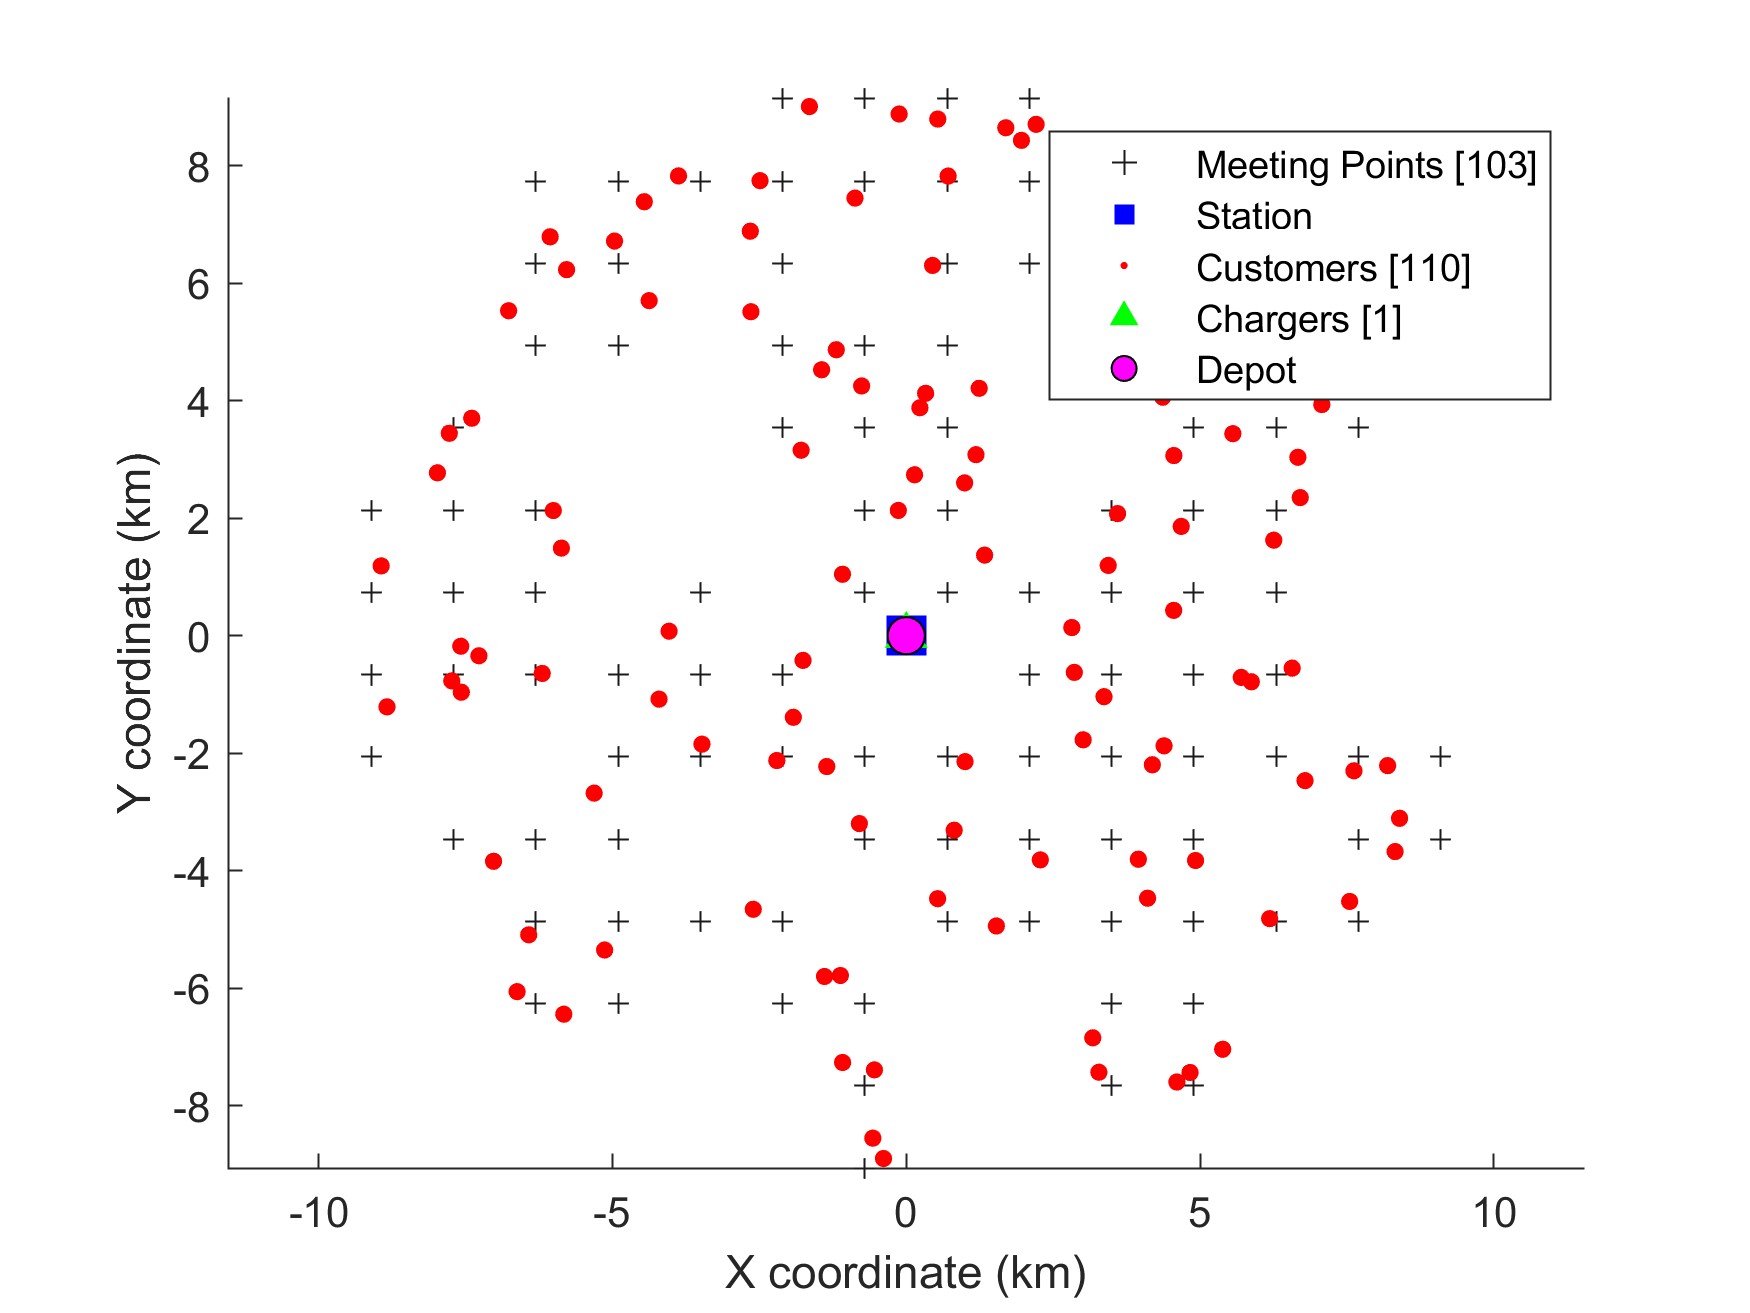 Meeting Points [103]
Station
Customers [110]
Chargers [1]
Depot
8
6
4
2
0
-2
-4
-6
-8
Y coordinate (km)
-10
-5
0
5
10
X coordinate (km)